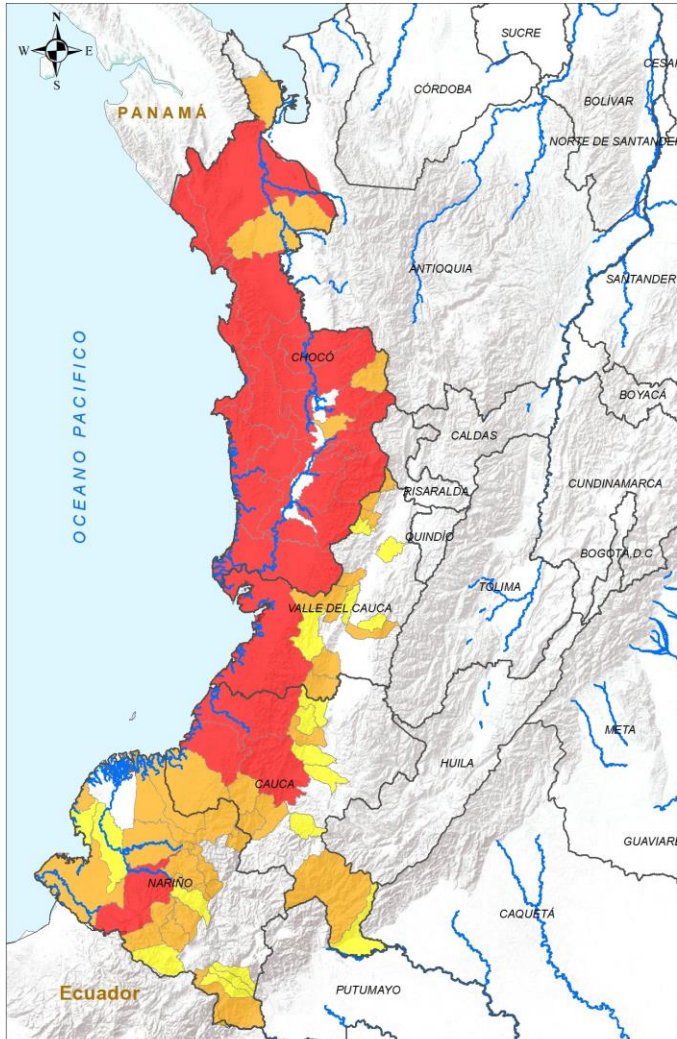 N
W E
S
SUCRE
CESAR
CÓRDOBA
BOLÍVAR
PANAMÁ
NORTE DE SANTANDER
ANTIOQUIA
SANTANDER
OCEANO PACIFICO
CHOCÓ
BOYACÁ
CALDAS
CUNDINAMARCA
RISARALDA
QUINDÍO
BOGOTÁ, D.C
TOLIMA
VALLE DEL CAUCA
META
HUILA
CAUCA
GUAVIARE
NARIÑO
CAQUETÁ
Ecuador
PUTUMAYO